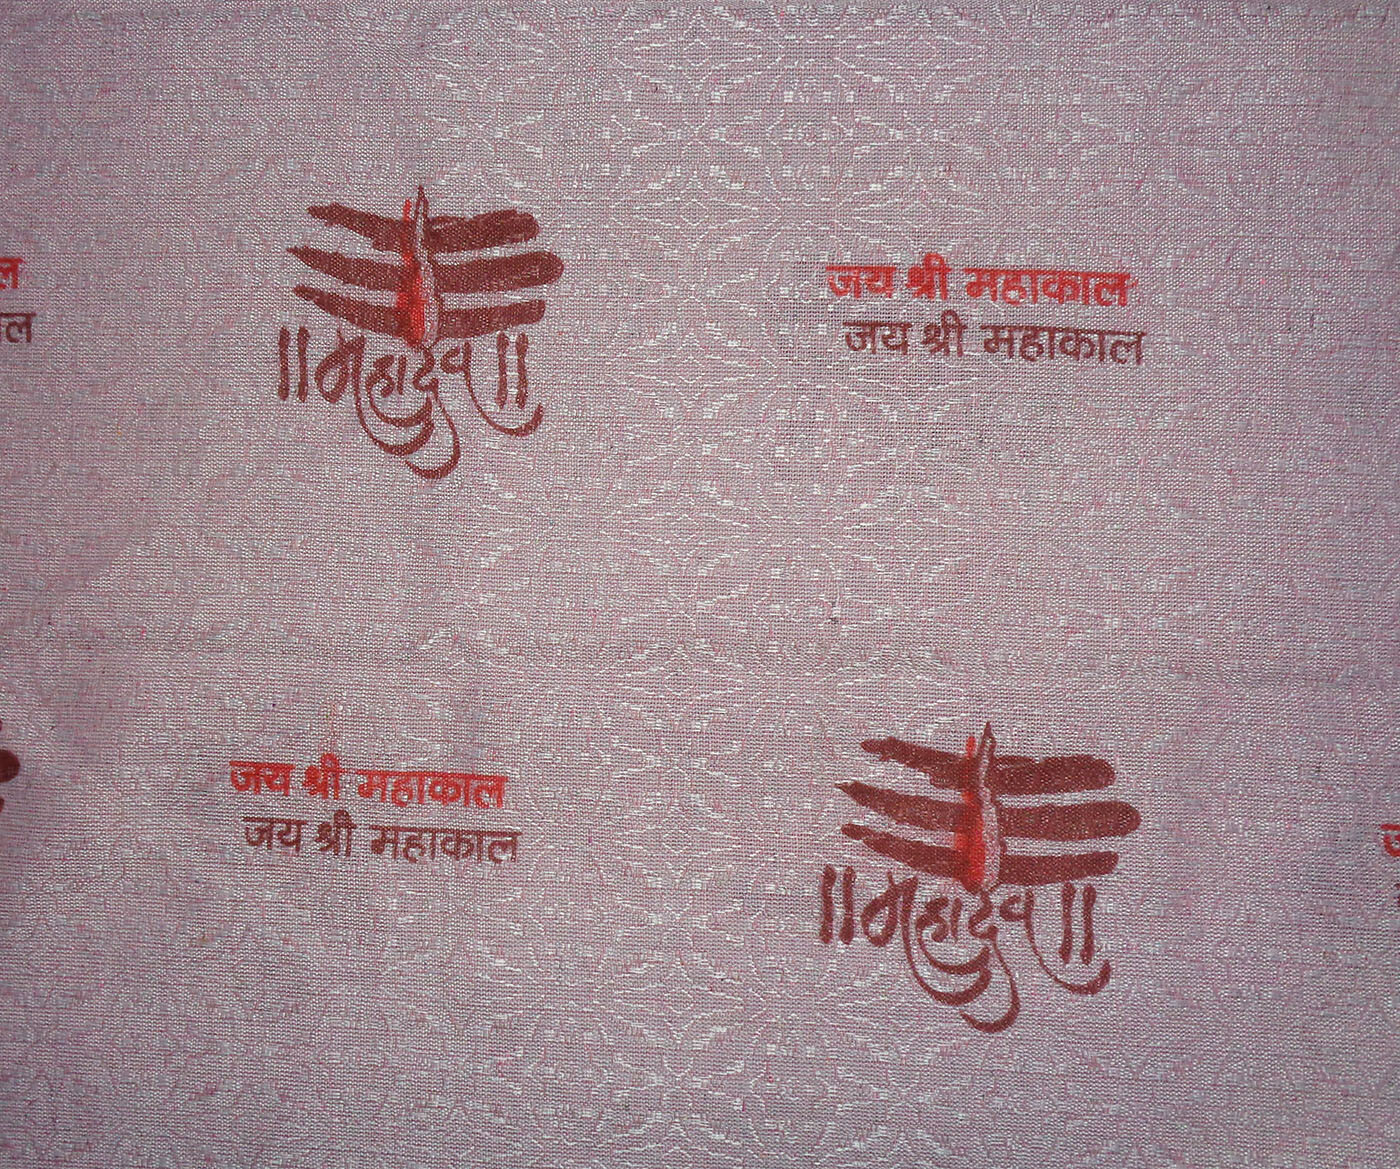 ॥महादेव॥
जय श्री महाकाल
जय श्री महाकाल
जय श्री महाकाल
जय श्री महाकाल
॥महादेव॥